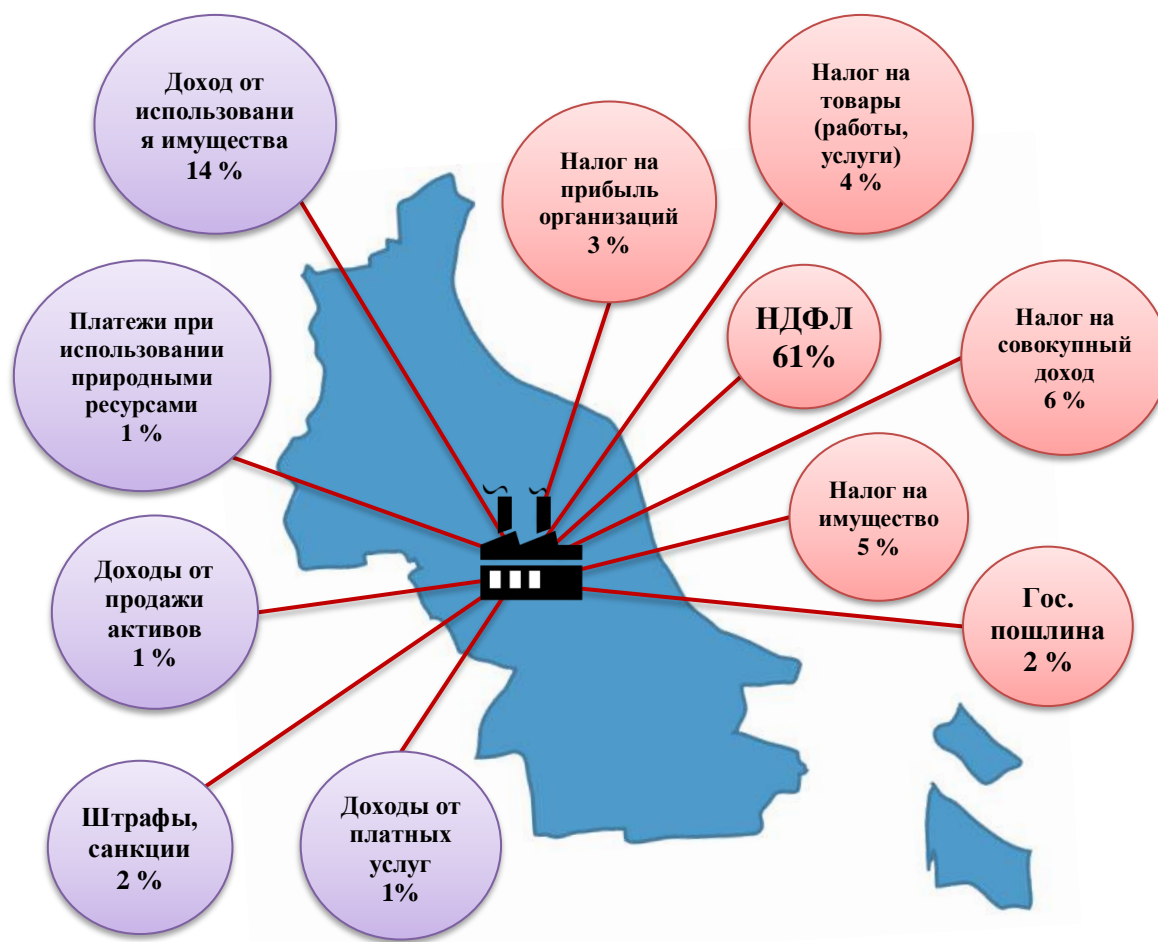 Доход от
использовани
я имущества
14 %
Налог на
прибыль
организаций
3 %
Налог на
товары
(работы,
услуги)
4 %
Платежи при
использовании
природными
ресурсами
1 %
НДФЛ
61%
Налог на
совокупный
доход
6 %
Налог на
имущество
5 %
Доходы от
продажи
активов
1 %
Гос.
пошлина
2 %
Штрафы,
санкции
2 %
Доходы от
платных
услуг
1%